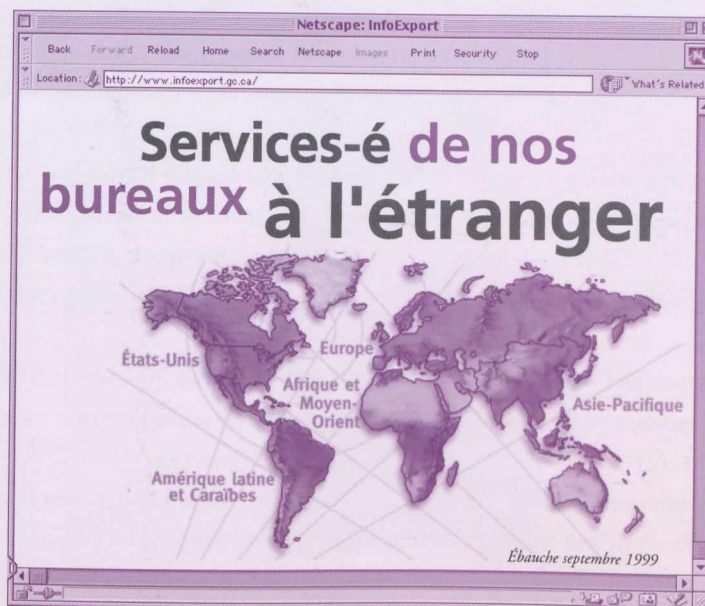 Netscape: InfoExport
Back Forward Reload Home Search Netscape Images Print Security Stop
Location: http://www.infoexport.gc.ca/ What's Related
Services-é de nos
bureaux à l'étranger
États-Unis
Europe
Afrique et
Moyen-
Orient
Asie-Pacifique
Amérique latine
et Caraïbes
Ébauche septembre 1999